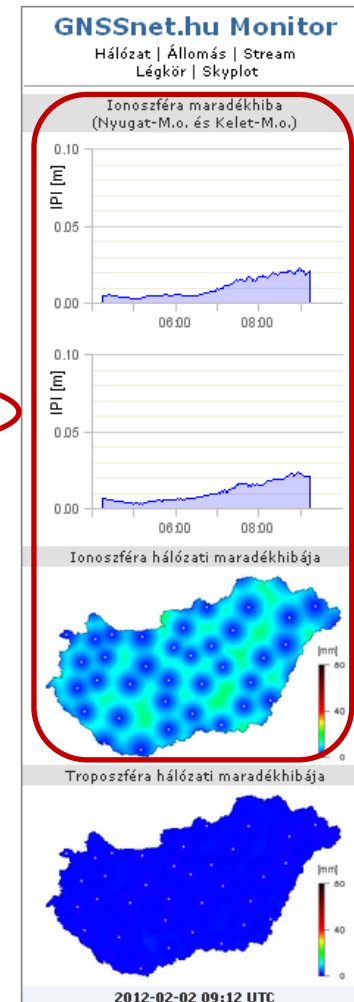 GNSSnet.hu Monitor
Hálózat | Állomás | Stream
Légkör | Skyplot
Ionoszféra maradékhiba
(Nyugat-M.o. és Kelet-M.o.)
0.10
IPI [m]
0.05
0.00
06:00 08:00
0.10
IPI [m]
0.05
0.00
06:00 08:00
Ionoszféra hálózati maradékhibája
[mm]
80
40
0
Troposzféra hálózati maradékhibája
[mm]
80
40
0
2012-02-02 09:12 UTC